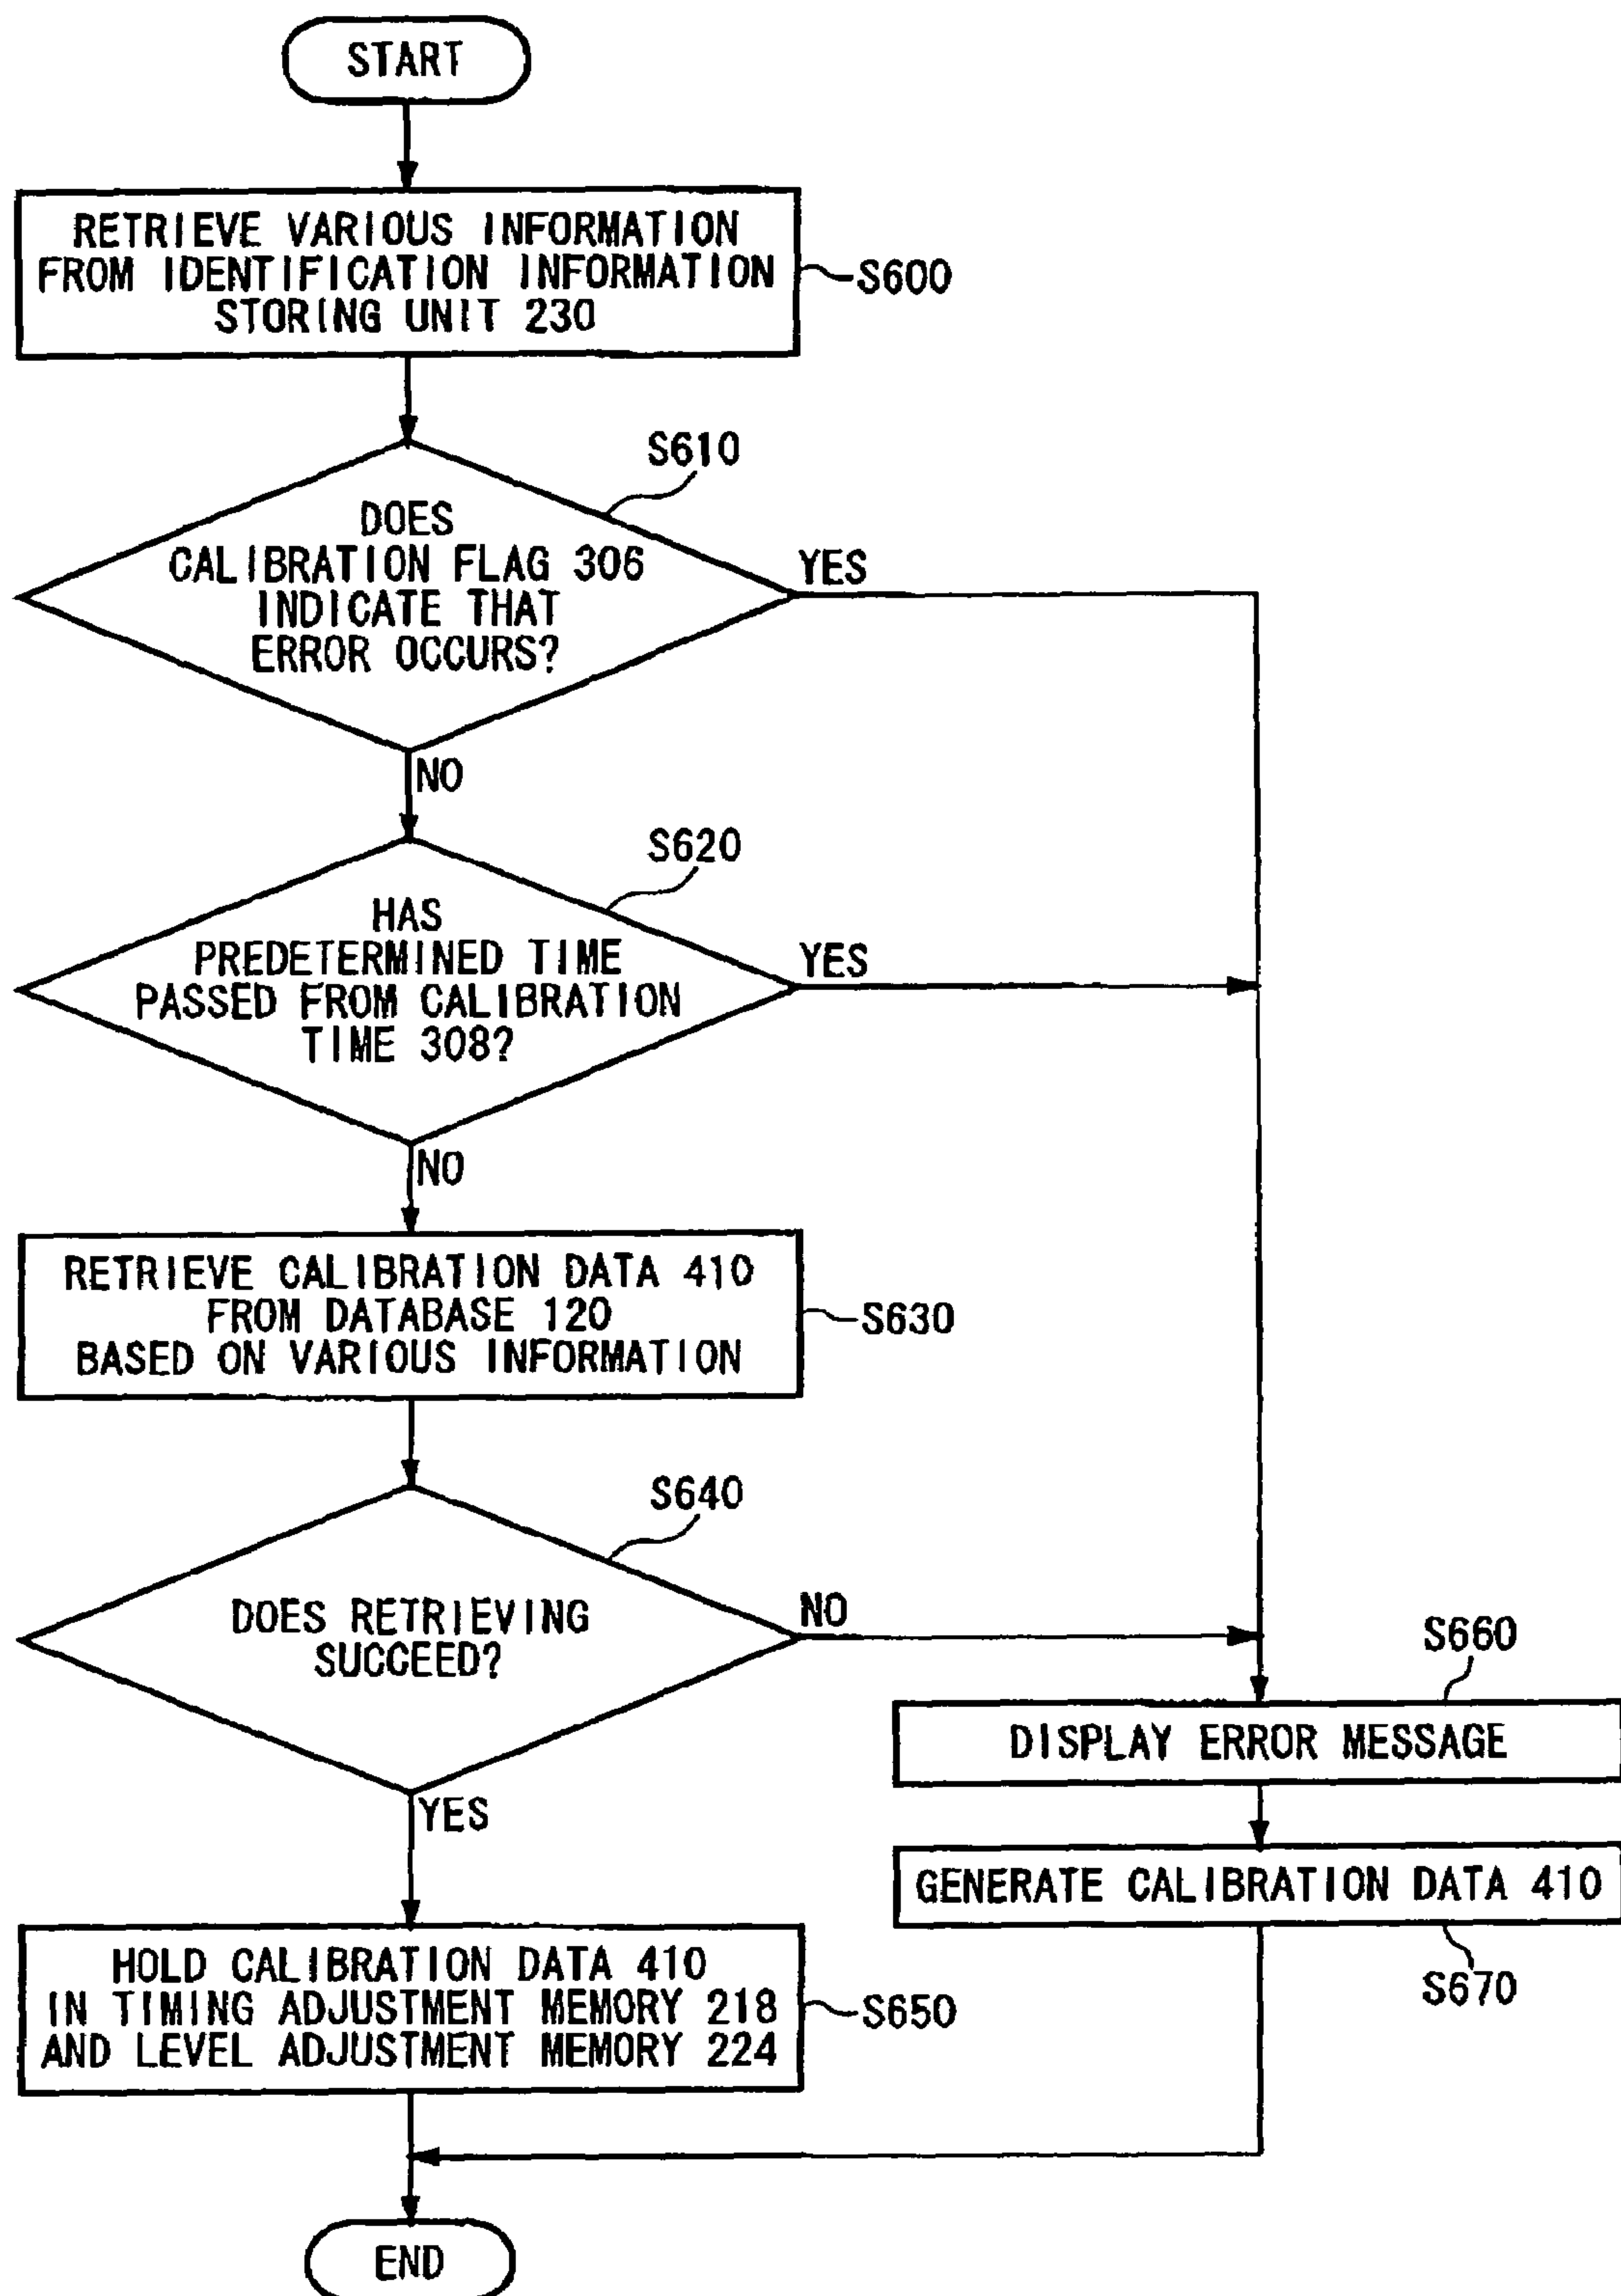 START
RETRIEVE VARIOUS INFORMATION
FROM IDENTIFICATION INFORMATION
STORING UNIT 230
S600
S610
DOES
CALIBRATION FLAG 306
INDICATE THAT
ERROR OCCURS?
YES
NO
S620
HAS
PREDETERMINED TIME
PASSED FROM CALIBRATION
TIME 308?
YES
NO
RETRIEVE CALIBRATION DATA 410
FROM DATABASE 120
BASED ON VARIOUS INFORMATION
S630
S640
DOES RETRIEVING
SUCCEED?
NO
YES
S660
DISPLAY ERROR MESSAGE
GENERATE CALIBRATION DATA 410
S670
HOLD CALIBRATION DATA 410
IN TIMING ADJUSTMENT MEMORY 218
AND LEVEL ADJUSTMENT MEMORY 224
S650
END